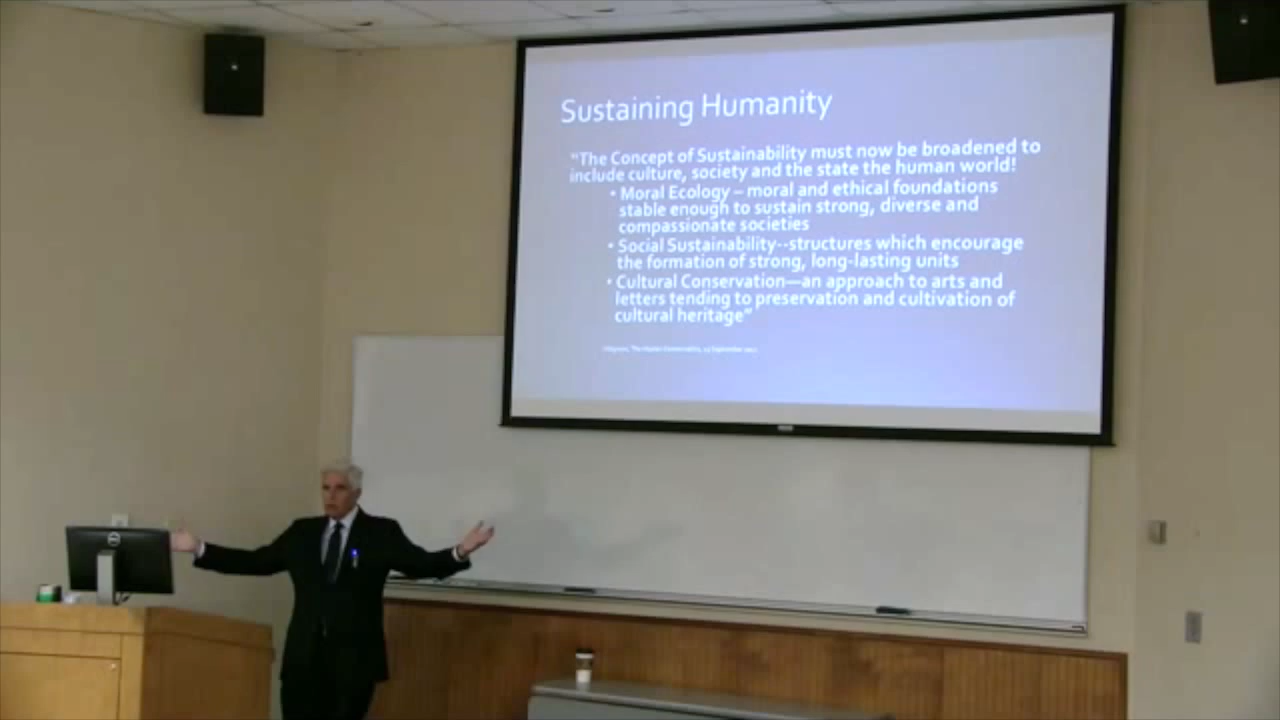 Sustaining Humanity
"The Concept of Sustainability must now be broadened to
include culture, society and the state the human world!
• Moral Ecology – moral and ethical foundations
stable enough to sustain strong, diverse and
compassionate societies
• Social Sustainability--structures which encourage
the formation of strong, long-lasting units
• Cultural Conservation—an approach to arts and
letters tending to preservation and cultivation of
cultural heritage"
The September
DELL